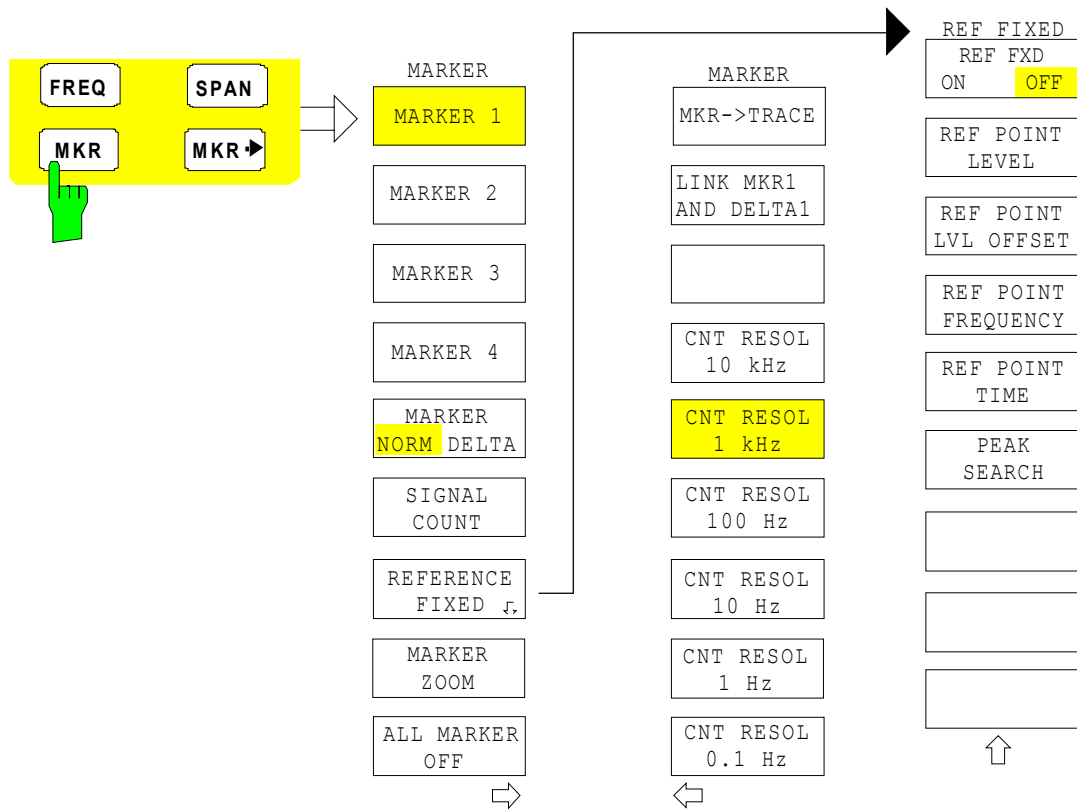 FREQ
SPAN
MKR
MKR
MARKER
MARKER 1
MARKER 2
MARKER 3
MARKER 4
MARKER
NORM DELTA
SIGNAL
COUNT
REFERENCE
FIXED
MARKER
ZOOM
ALL MARKER
OFF
MARKER
MKR->TRACE
LINK MKR1
AND DELTA1
CNT RESOL
10 kHz
CNT RESOL
1 kHz
CNT RESOL
100 Hz
CNT RESOL
10 Hz
CNT RESOL
1 Hz
CNT RESOL
0.1 Hz
REF FIXED
REF FXD
ON OFF
REF POINT
LEVEL
REF POINT
LVL OFFSET
REF POINT
FREQUENCY
REF POINT
TIME
PEAK
SEARCH